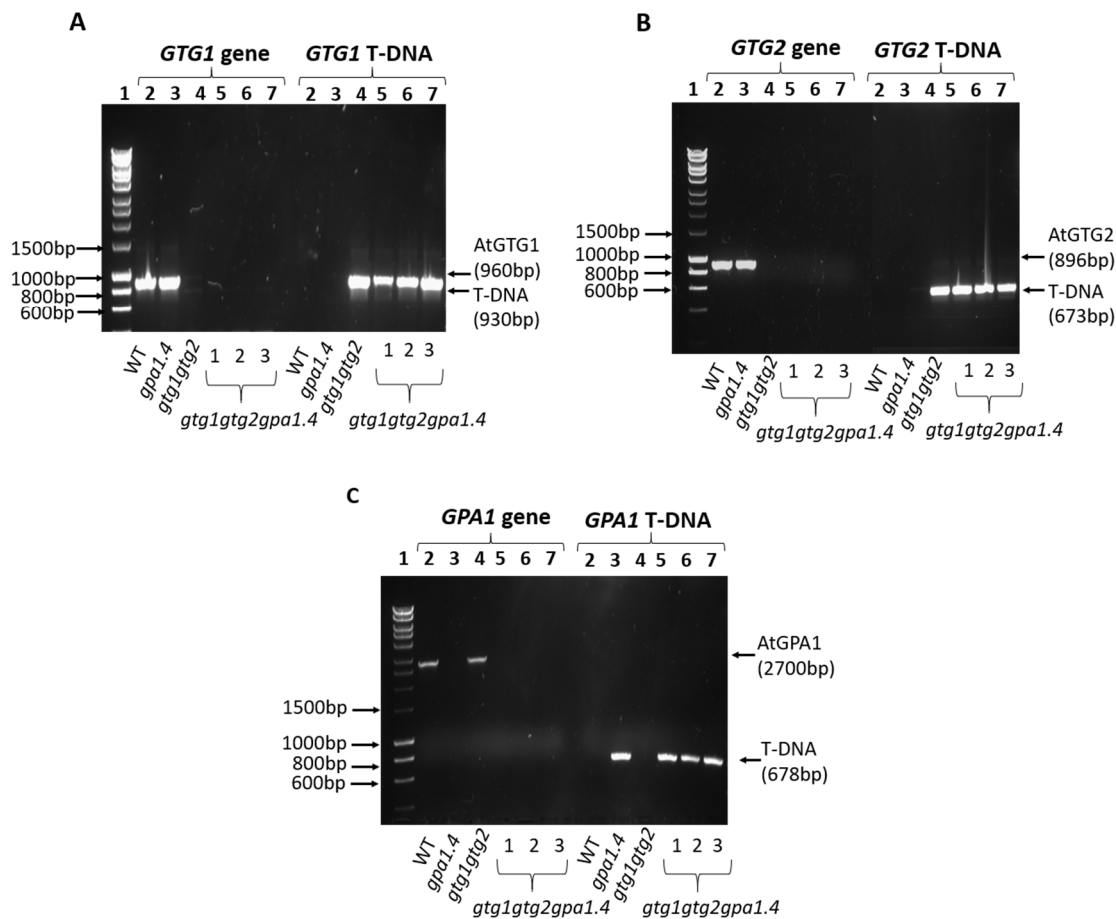 A
GTG1 gene
GTG1 T-DNA
1 2 3 4 5 6 7 2 3 4 5 6 7
1500bp
1000bp
800bp
600bp
AtGTG1
(960bp)
T-DNA
(930bp)
WT gpa1.4 gtg1gtg2 1 2 3 WT gpa1.4 gtg1gtg2 1 2 3
gtg1gtg2gpa1.4 gtg1gtg2gpa1.4
B
GTG2 gene
GTG2 T-DNA
1 2 3 4 5 6 7 2 3 4 5 6 7
1500bp
1000bp
800bp
600bp
AtGTG2
(896bp)
T-DNA
(673bp)
WT gpa1.4 gtg1gtg2 1 2 3 WT gpa1.4 gtg1gtg2 1 2 3
gtg1gtg2gpa1.4 gtg1gtg2gpa1.4
C
GPA1 gene
GPA1 T-DNA
1 2 3 4 5 6 7 2 3 4 5 6 7
1500bp
1000bp
800bp
600bp
AtGPA1
(2700bp)
T-DNA
(678bp)
WT gpa1.4 gtg1gtg2 1 2 3 WT gpa1.4 gtg1gtg2 1 2 3
gtg1gtg2gpa1.4 gtg1gtg2gpa1.4